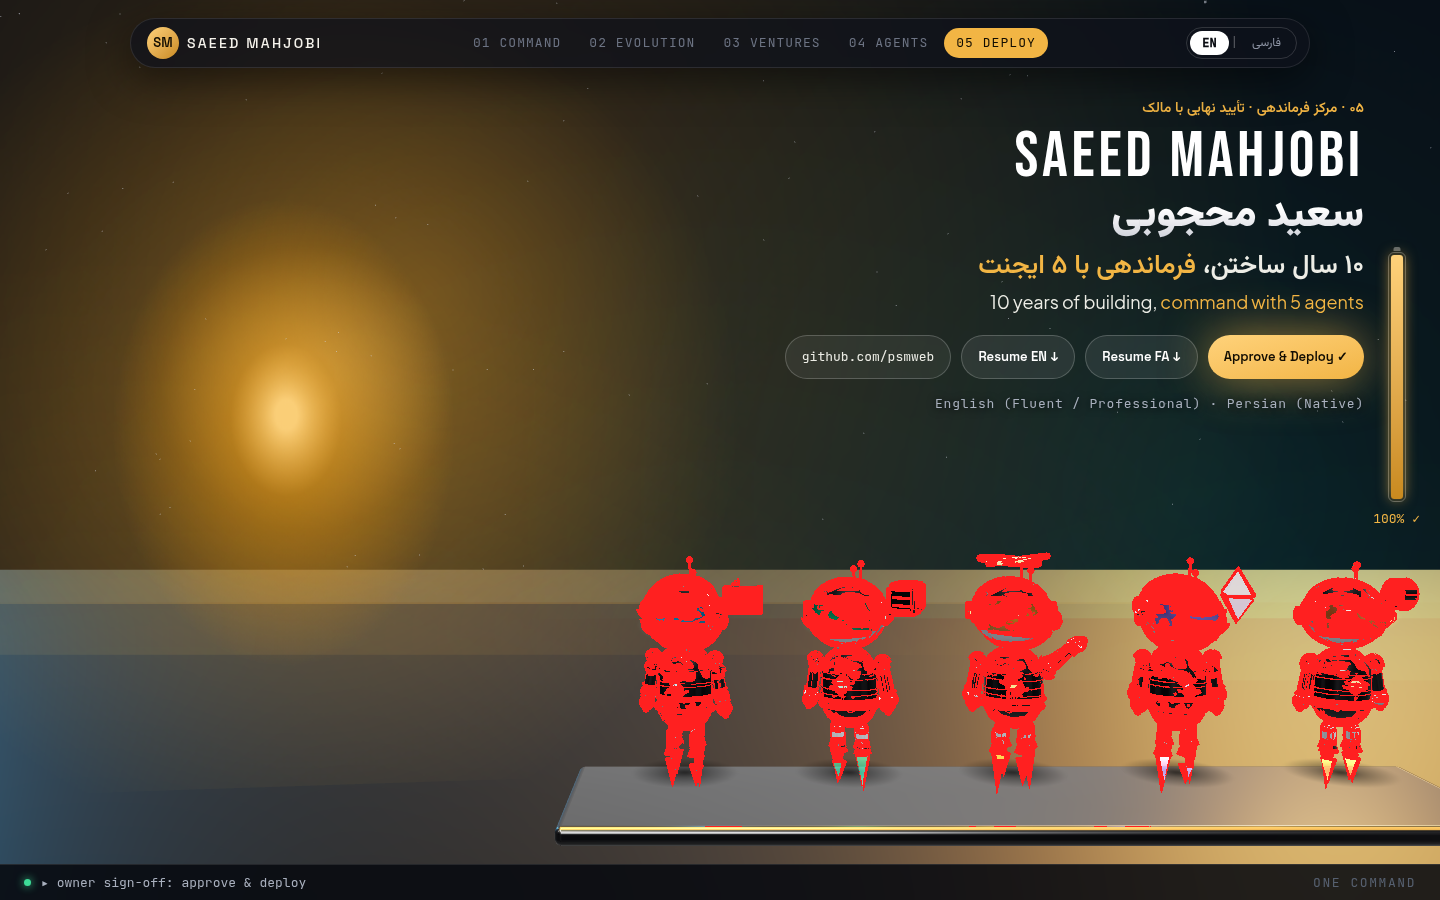 SM SAEED MAHJOBI
01 COMMAND 02 EVOLUTION 03 VENTURES 04 AGENTS 05 DEPLOY
EN | فارسی
۰۵ · مرکز فرماندهی · تأیید نهایی با مالک
SAEED MAHJOBI
سعید محجوبی
۱۰ سال ساختن، فرماندهی با ۵ ایجنت
10 years of building, command with 5 agents
github.com/psmweb Resume EN ↓ Resume FA ↓ Approve & Deploy ✓
English (Fluent / Professional) · Persian (Native)
100% ✓
▸ owner sign-off: approve & deploy
ONE COMMAND